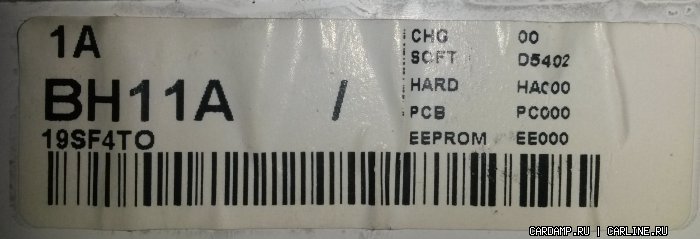 1A
BH11A /
19SF4TO
CHG 00
SOFT D5402
HARD HAC00
PCB PC000
EEPROM EE000
CARDAMP.RU | CARLINE.RU